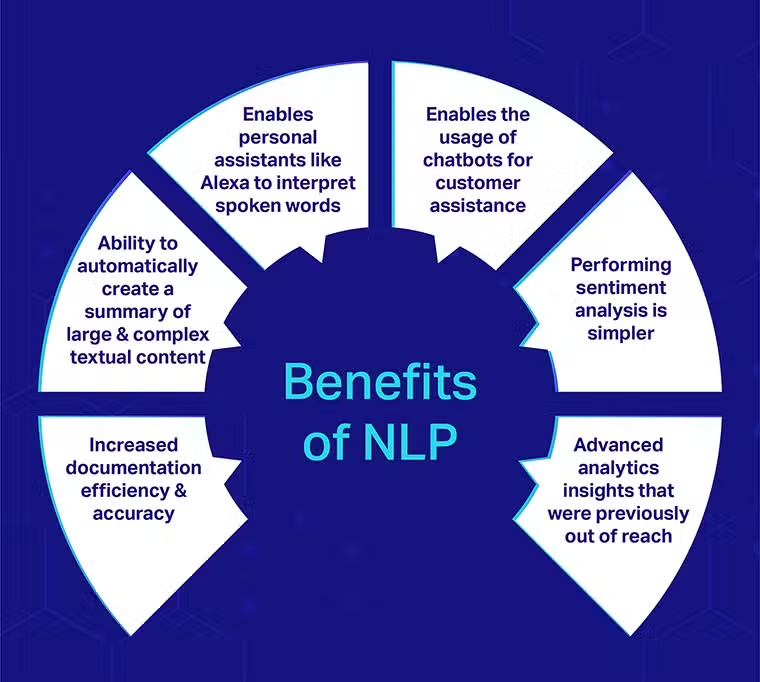 Enables
personal
assistants like
Alexa to interpret
spoken words
Enables the
usage of
chatbots for
customer
assistance
Ability to
automatically
create a
summary of
large & complex
textual content
Performing
sentiment
analysis is
simpler
Benefits
of NLP
Increased
documentation
efficiency &
accuracy
Advanced
analytics
insights that
were previously
out of reach